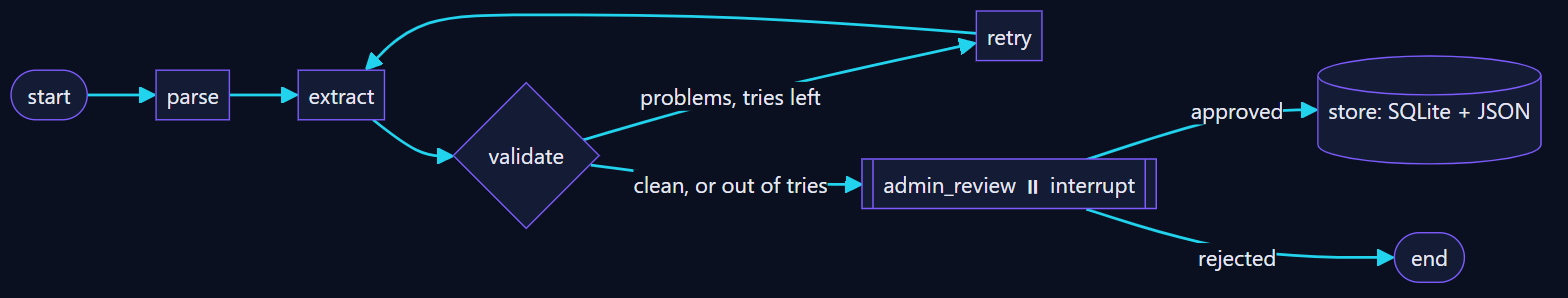 start
parse
extract
validate
problems, tries left
retry
clean, or out of tries
admin_review ⏸ interrupt
approved
store: SQLite + JSON
rejected
end